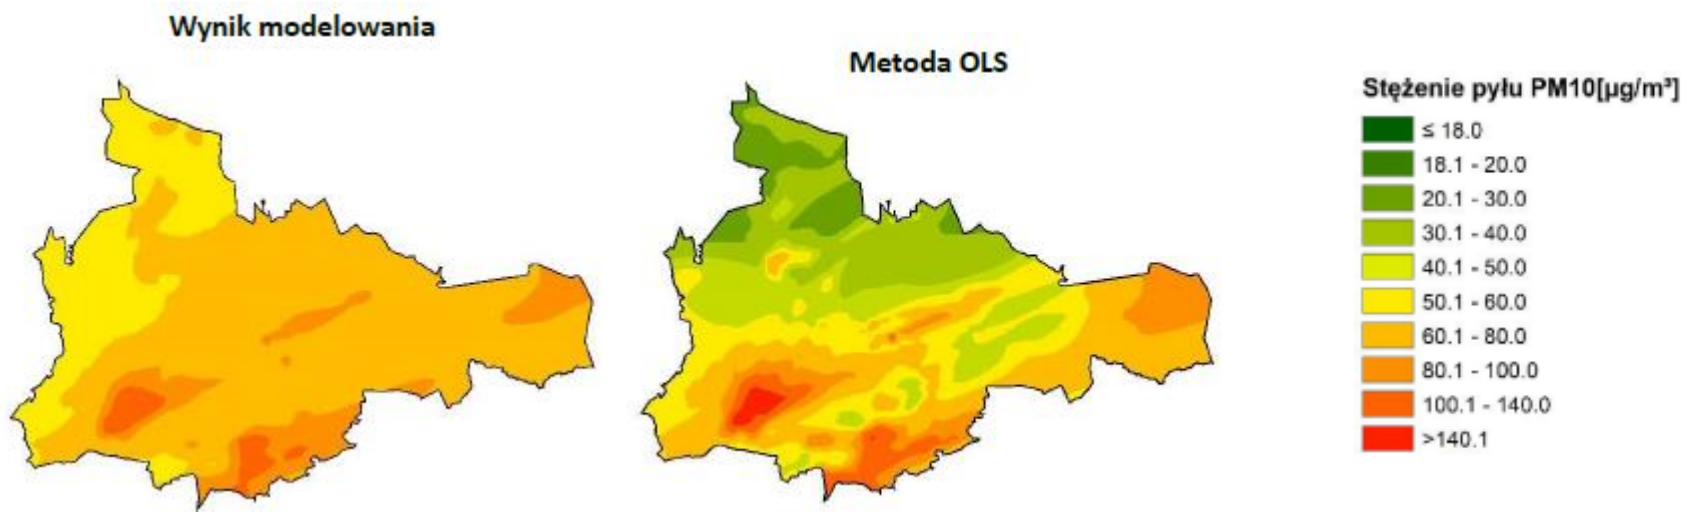 Wynik modelowania
Metoda OLS
Stężenie pyłu PM10[µg/m³]
≤ 18.0
18.1 - 20.0
20.1 - 30.0
30.1 - 40.0
40.1 - 50.0
50.1 - 60.0
60.1 - 80.0
80.1 - 100.0
100.1 - 140.0
>140.1